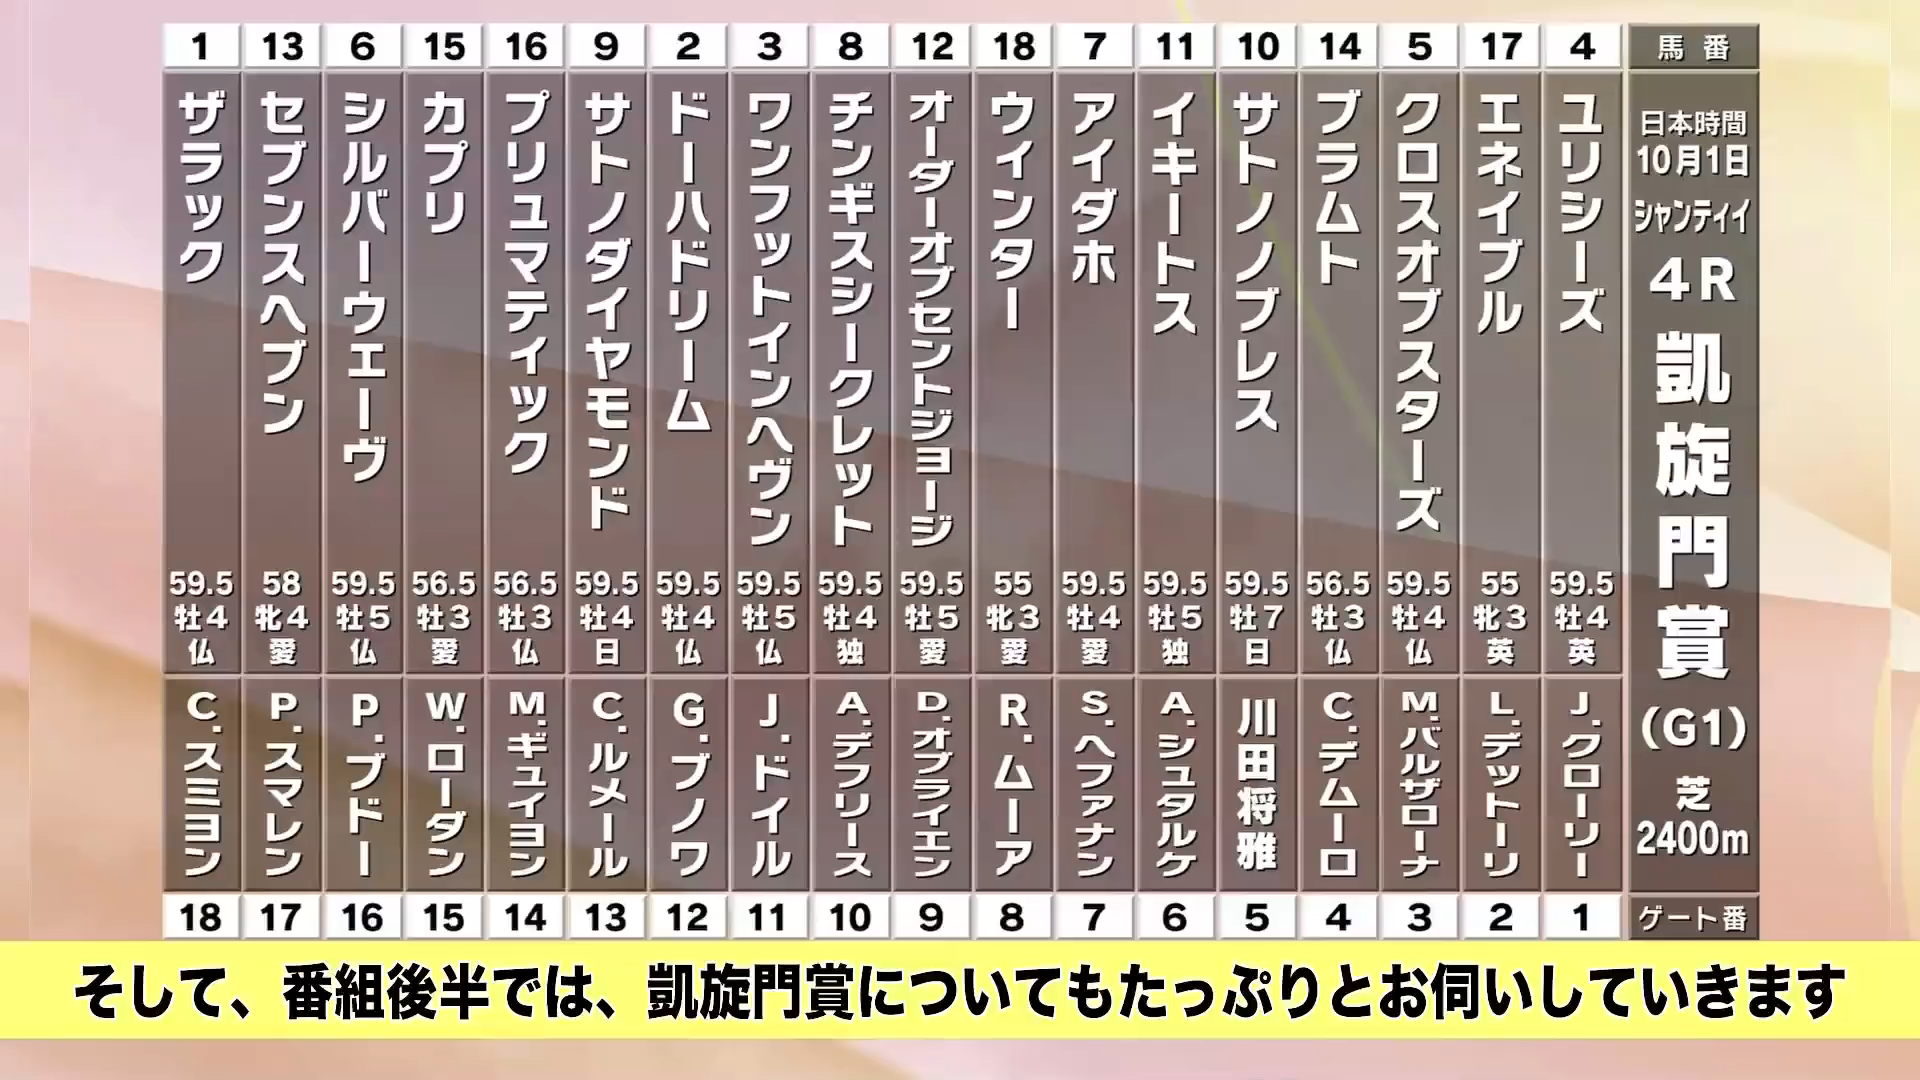 馬番
日本時間
10月1日
シャンティイ
4R
凱旋門賞
(G1)
芝
2400m
ゲート番
4
ユリシーズ
59.5
牡4
英
J.クローリー
1
17
エネイブル
55
牝3
英
L.デットーリ
2
5
クロスオブスターズ
59.5
牡4
仏
M.バルザローナ
3
14
ブラムト
56.5
牡3
仏
C.デムーロ
4
10
サトノノブレス
59.5
牡7
日
川田将雅
5
11
イキートス
59.5
牡5
独
A.シュタルケ
6
7
アイダホ
59.5
牡4
愛
S.ヘファナン
7
18
ウィンター
55
牝3
愛
R.ムーア
8
12
オーダーオブセントジョージ
59.5
牡5
愛
D.オブライエン
9
8
チンギスシークレット
59.5
牡4
独
A.デフリース
10
3
ワンフットインヘヴン
59.5
牡5
仏
J.ドイル
11
2
ドーハドリーム
59.5
牡4
仏
G.ブノワ
12
9
サトノダイヤモンド
59.5
牡4
日
C.ルメール
13
16
プリュマティック
56.5
牡3
仏
M.ギュイヨン
14
15
カプリ
56.5
牡3
愛
W.ローダン
15
6
シルバーウェーヴ
59.5
牡5
仏
P.ブドー
16
13
セブンスヘブン
58
牝4
愛
P.スマレン
17
1
ザラック
59.5
牡4
仏
C.スミヨン
18
そして、番組後半では、凱旋門賞についてもたっぷりとお伺いしていきます